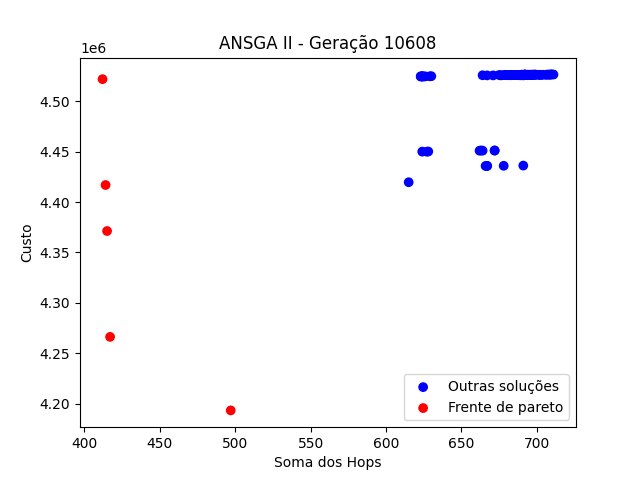 ANSGA II - Geração 10608
1e6
4.50
4.45
4.40
4.35
4.30
4.25
4.20
Custo
400 450 500 550 600 650 700
Soma dos Hops
Outras soluções
Frente de pareto